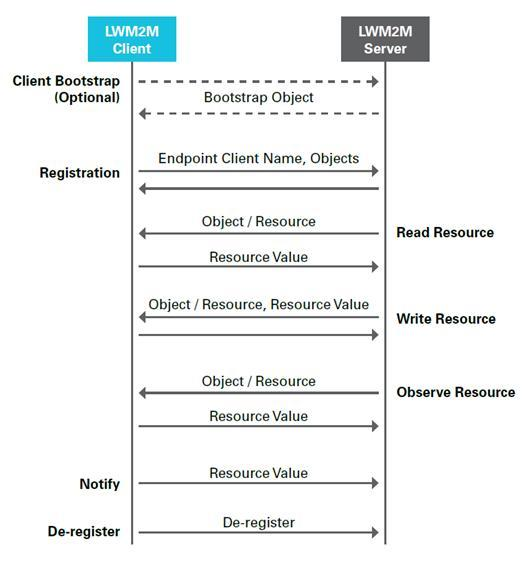 LWM2M
Client
LWM2M
Server
Client Bootstrap
(Optional)
Bootstrap Object
Registration
Endpoint Client Name, Objects
Object / Resource
Read Resource
Resource Value
Object / Resource, Resource Value
Write Resource
Object / Resource
Observe Resource
Resource Value
Notify
Resource Value
De-register
De-register